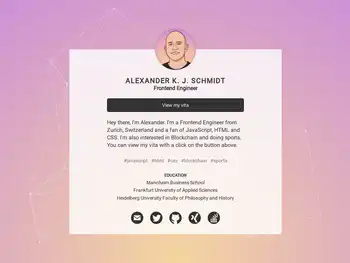 ALEXANDER K. J. SCHMIDT
Frontend Engineer
View my vita
Hey there, I'm Alexander. I'm a Frontend Engineer from
Zurich, Switzerland and a fan of JavaScript, HTML and
CSS. I'm also interested in Blockchain and doing sports.
You can view my vita with a click on the button above.
#javascript #html #css #blockchain #sports
EDUCATION
Mannheim Business School
Frankfurt University of Applied Sciences
Heidelberg University Faculty of Philosophy and History